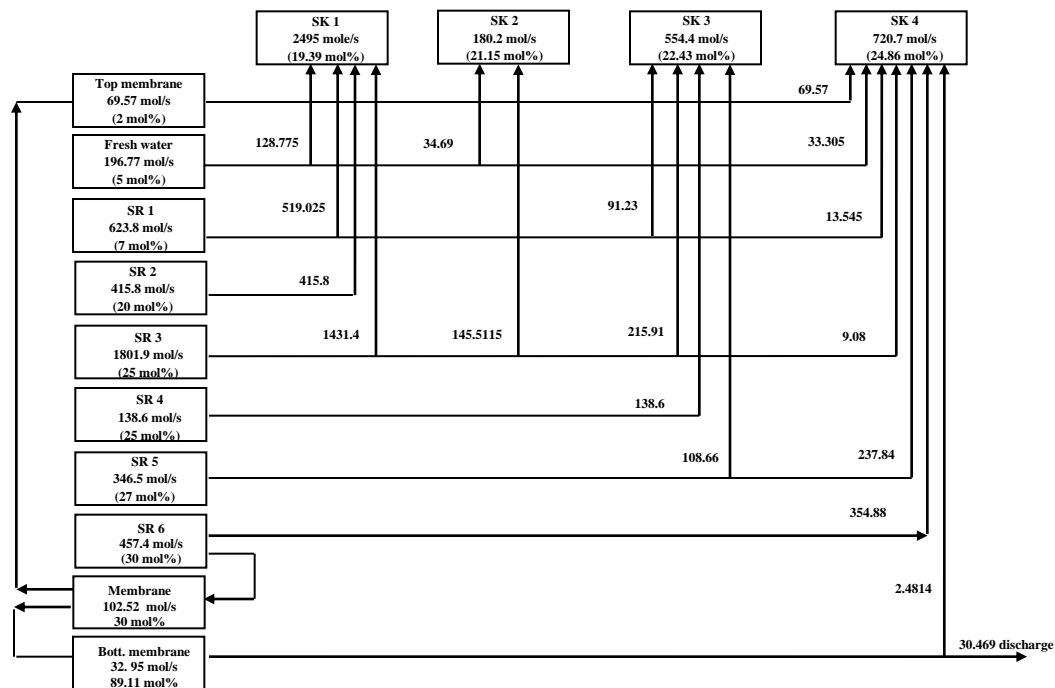 SK 1
2495 mole/s
(19.39 mol%)
SK 2
180.2 mol/s
(21.15 mol%)
SK 3
554.4 mol/s
(22.43 mol%)
SK 4
720.7 mol/s
(24.86 mol%)
Top membrane
69.57 mol/s
(2 mol%)
69.57
Fresh water
196.77 mol/s
(5 mol%)
128.775
34.69
33.305
SR 1
623.8 mol/s
(7 mol%)
519.025
91.23
13.545
SR 2
415.8 mol/s
(20 mol%)
415.8
SR 3
1801.9 mol/s
(25 mol%)
1431.4
145.5115
215.91
9.08
SR 4
138.6 mol/s
(25 mol%)
138.6
SR 5
346.5 mol/s
(27 mol%)
108.66
237.84
SR 6
457.4 mol/s
(30 mol%)
354.88
Membrane
102.52 mol/s
30 mol%
2.4814
Bott. membrane
32. 95 mol/s
89.11 mol%
30.469 discharge